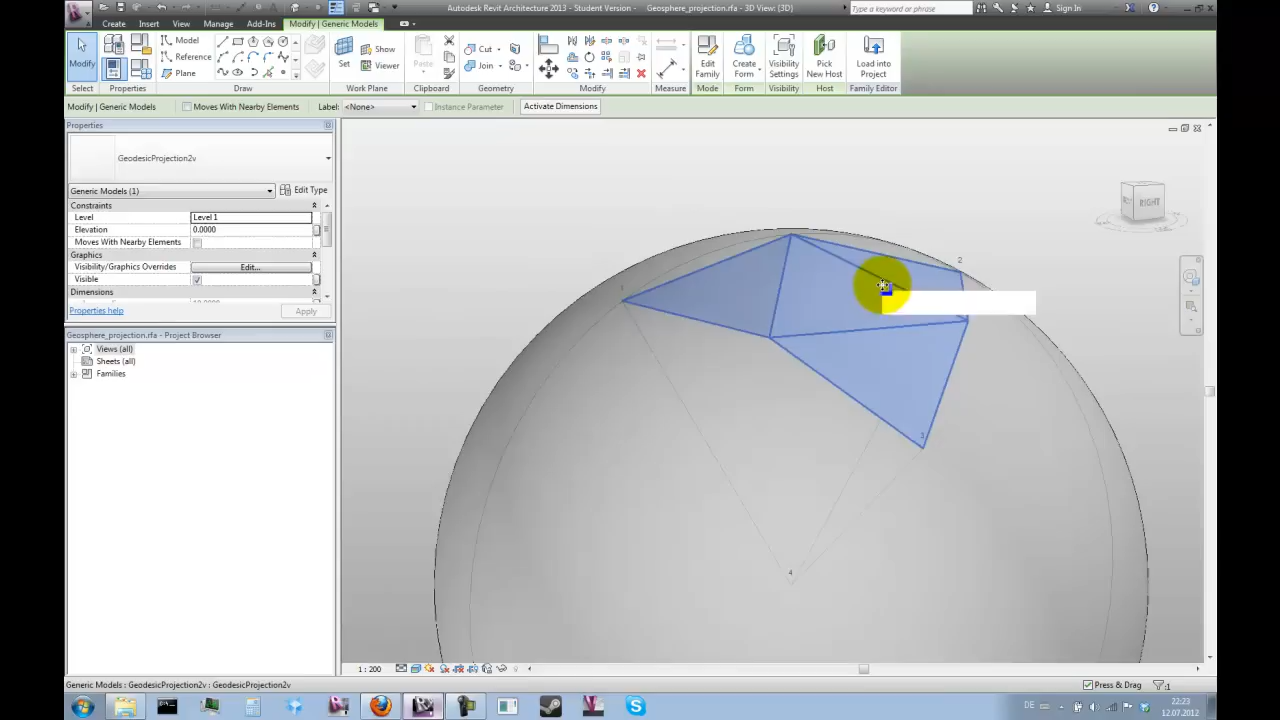 Autodesk Revit Architecture 2013 - Student Version - Geosphere_projection.rfa - 3D View: {3D}
Type a keyword or phrase
Sign In
Create Insert View Manage Add-Ins Modify | Generic Models
Modify
Model
Reference
Plane
Set
Show
Viewer
Paste
Cut
Join
Edit Family
Create Form
Visibility Settings
Pick New Host
Load into Project
Select Properties Draw Work Plane Clipboard Geometry Modify Measure Mode Form Visibility Host Family Editor
Modify | Generic Models
Moves With Nearby Elements
Label: <None>
Instance Parameter
Activate Dimensions
Properties
GeodesicProjection2v
Generic Models (1)
Edit Type
Constraints
Level Level 1
Elevation 0.0000
Moves With Nearby Elements
Graphics
Visibility/Graphics Overrides Edit...
Visible
Dimensions
Properties help
Apply
Geosphere_projection.rfa - Project Browser
Views (all)
Sheets (all)
Families
RIGHT
1
2
3
4
1 : 200
Generic Models : GeodesicProjection2v : GeodesicProjection2v
Press & Drag
:1
DE
22:23
12.07.2012